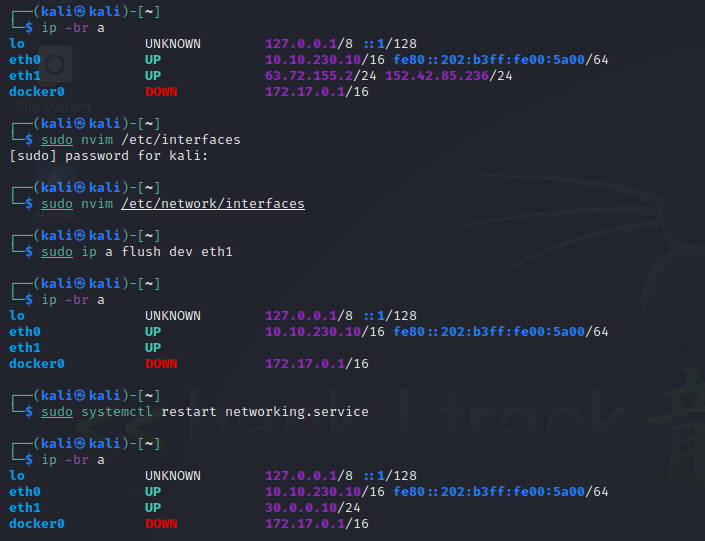 ┌──(kali㉿kali)-[~]
└─$ ip -br a
lo UNKNOWN 127.0.0.1/8 ::1/128
eth0 UP 10.10.230.10/16 fe80::202:b3ff:fe00:5a00/64
eth1 UP 63.72.155.2/24 152.42.85.236/24
docker0 DOWN 172.17.0.1/16
File System
┌──(kali㉿kali)-[~]
└─$ sudo nvim /etc/interfaces
[sudo] password for kali:
┌──(kali㉿kali)-[~]
└─$ sudo nvim /etc/network/interfaces
Home
┌──(kali㉿kali)-[~]
└─$ sudo ip a flush dev eth1
┌──(kali㉿kali)-[~]
└─$ ip -br a
lo UNKNOWN 127.0.0.1/8 ::1/128
eth0 UP 10.10.230.10/16 fe80::202:b3ff:fe00:5a00/64
eth1 UP
docker0 DOWN 172.17.0.1/16
┌──(kali㉿kali)-[~]
└─$ sudo systemctl restart networking.service
<< back | track
┌──(kali㉿kali)-[~]
└─$ ip -br a
lo UNKNOWN 127.0.0.1/8 ::1/128
eth0 UP 10.10.230.10/16 fe80::202:b3ff:fe00:5a00/64
eth1 UP 30.0.0.10/24
docker0 DOWN 172.17.0.1/16